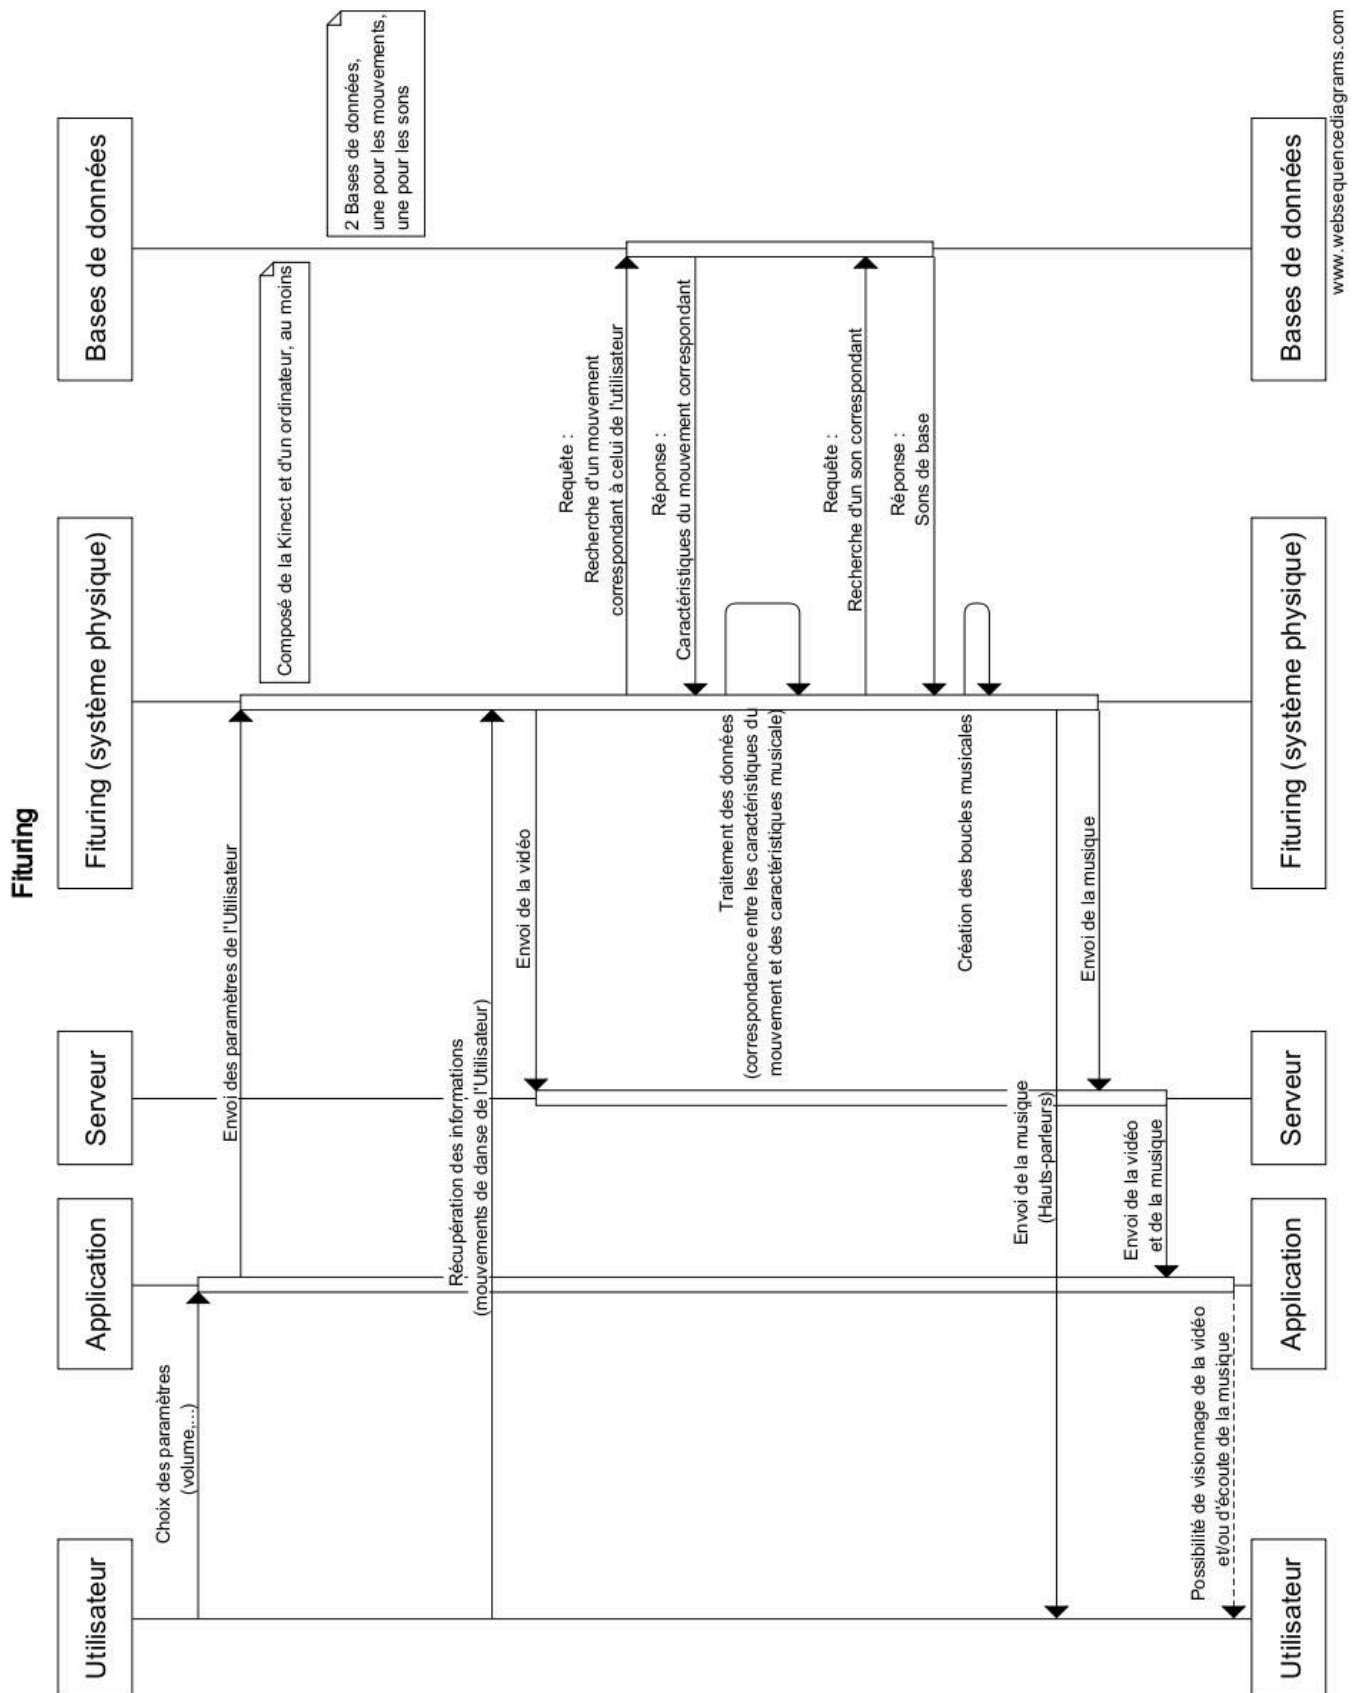 Fituring
Utilisateur
Application
Serveur
Fituring (système physique)
Bases de données
Choix des paramètres
(volume,...)
Envoi des paramètres de l'Utilisateur
Composé de la Kinect et d'un ordinateur, au moins
2 Bases de données,
une pour les mouvements,
une pour les sons
Récupération des informations
(mouvements de danse de l'Utilisateur)
Envoi de la vidéo
Requête :
Recherche d'un mouvement
correspondant à celui de l'utilisateur
Réponse :
Caractéristiques du mouvement correspondant
Traitement des données
(correspondance entre les caractéristiques du
mouvement et des caractéristiques musicale)
Requête :
Recherche d'un son correspondant
Réponse :
Sons de base
Création des boucles musicales
Envoi de la musique
(Hauts-parleurs)
Envoi de la musique
Envoi de la vidéo
et de la musique
Possibilité de visionnage de la vidéo
et/ou d'écoute de la musique
Utilisateur
Application
Serveur
Fituring (système physique)
Bases de données
www.websequencediagrams.com